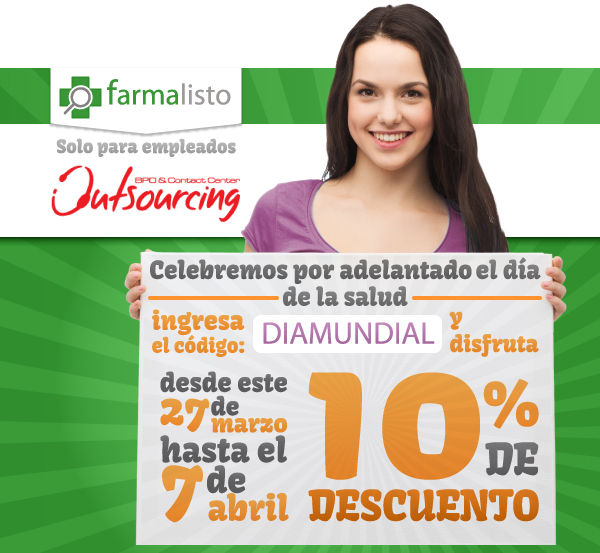 farmalisto
Solo para empleados
BPO & Contact Center
Outsourcing
Celebremos por adelantado el día
de la salud
ingresa
el código:
DIAMUNDIAL
y
disfruta
desde este
27 de
marzo
hasta el
7 de
abril
10%
DE
DESCUENTO